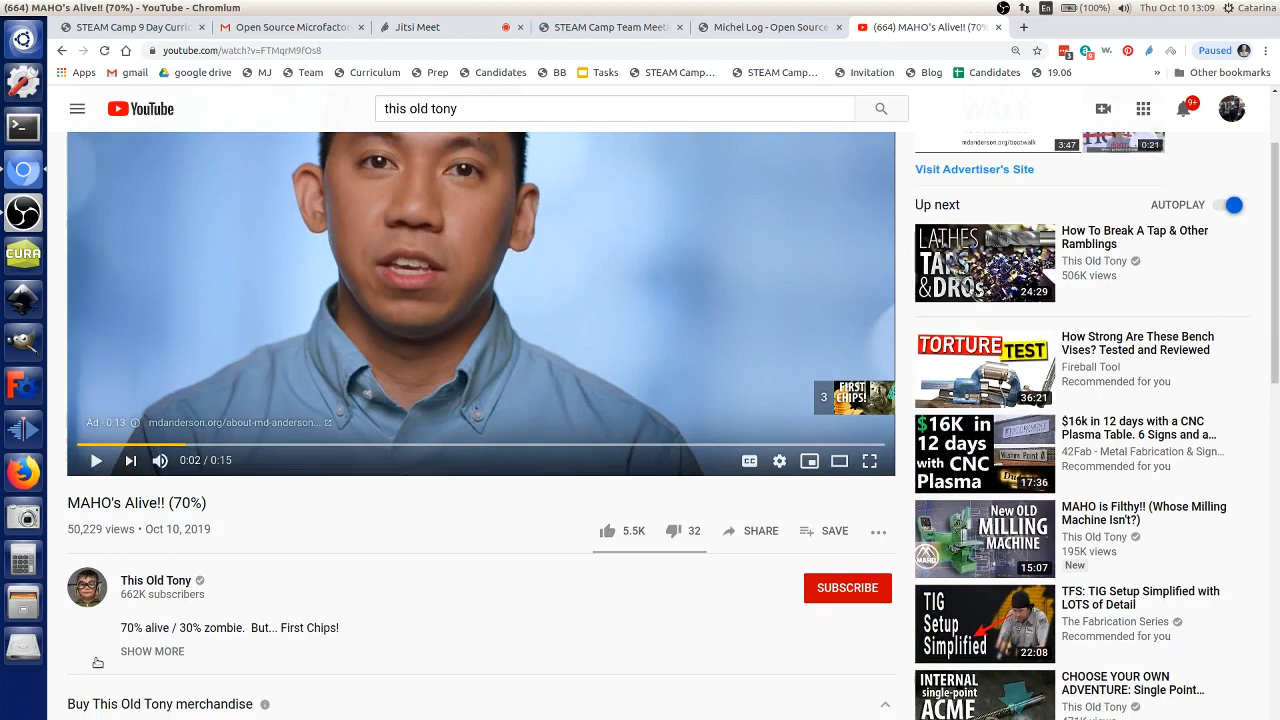 (664) MAHO's Alive!! (70%) - YouTube - Chromium
En (100%) Thu Oct 10 13:09 Catarina
STEAM Camp 9 Day Curric
Open Source Microfactor
Jitsi Meet
STEAM Camp Team Meeti
Michel Log - Open Source
(664) MAHO's Alive!! (70%
youtube.com/watch?v=FTMqrM9fOs8
Paused
Apps gmail google drive MJ Team Curriculum Prep Candidates BB Tasks STEAM Camp... STEAM Camp... Invitation Blog Candidates 19.06 » Other bookmarks
YouTube
this old tony
9+
mdanderson.org/bootwalk
3:47
0:21
Visit Advertiser's Site
Up next
AUTOPLAY
LATHES
TAPS
& DROs
24:29
How To Break A Tap & Other
Ramblings
This Old Tony
506K views
TORTURE
TEST
36:21
How Strong Are These Bench
Vises? Tested and Reviewed
Fireball Tool
Recommended for you
$16K in
12 days
with CNC
Plasma
17:36
$16k in 12 days with a CNC
Plasma Table. 6 Signs and a...
42Fab - Metal Fabrication & Sign...
Recommended for you
New OLD
MILLING
MACHINE
MAHO
15:07
MAHO is Filthy!! (Whose Milling
Machine Isn't?)
This Old Tony
195K views
New
TIG
Setup
Simplified
22:08
TFS: TIG Setup Simplified with
LOTS of Detail
The Fabrication Series
Recommended for you
INTERNAL
single-point
ACME
CHOOSE YOUR OWN
ADVENTURE: Single Point...
This Old Tony
3
FIRST
CHIPS!
Ad · 0:13
mdanderson.org/about-md-anderson...
0:02 / 0:15
CC
MAHO's Alive!! (70%)
50,229 views • Oct 10, 2019
5.5K
32
SHARE
SAVE
This Old Tony
662K subscribers
SUBSCRIBE
70% alive / 30% zombie. But... First Chips!
SHOW MORE
Buy This Old Tony merchandise
CURA